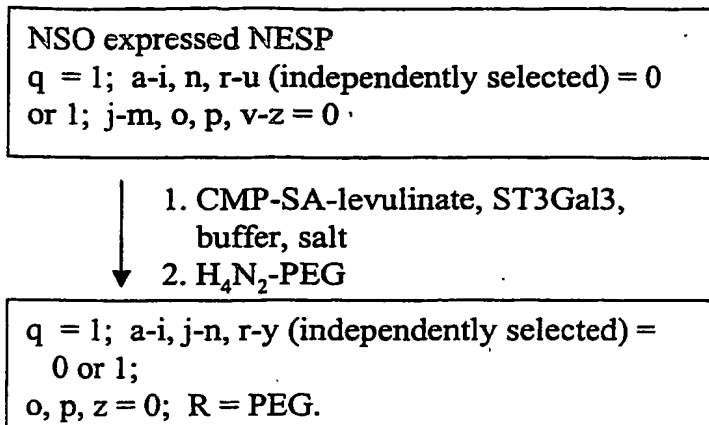 NSO expressed NESP
q = 1; a-i, n, r-u (independently selected) = 0
or 1; j-m, o, p, v-z = 0
1. CMP-SA-levulinate, ST3Gal3,
buffer, salt
2. H₄N₂-PEG
q = 1; a-i, j-n, r-y (independently selected) =
0 or 1;
o, p, z = 0; R = PEG.